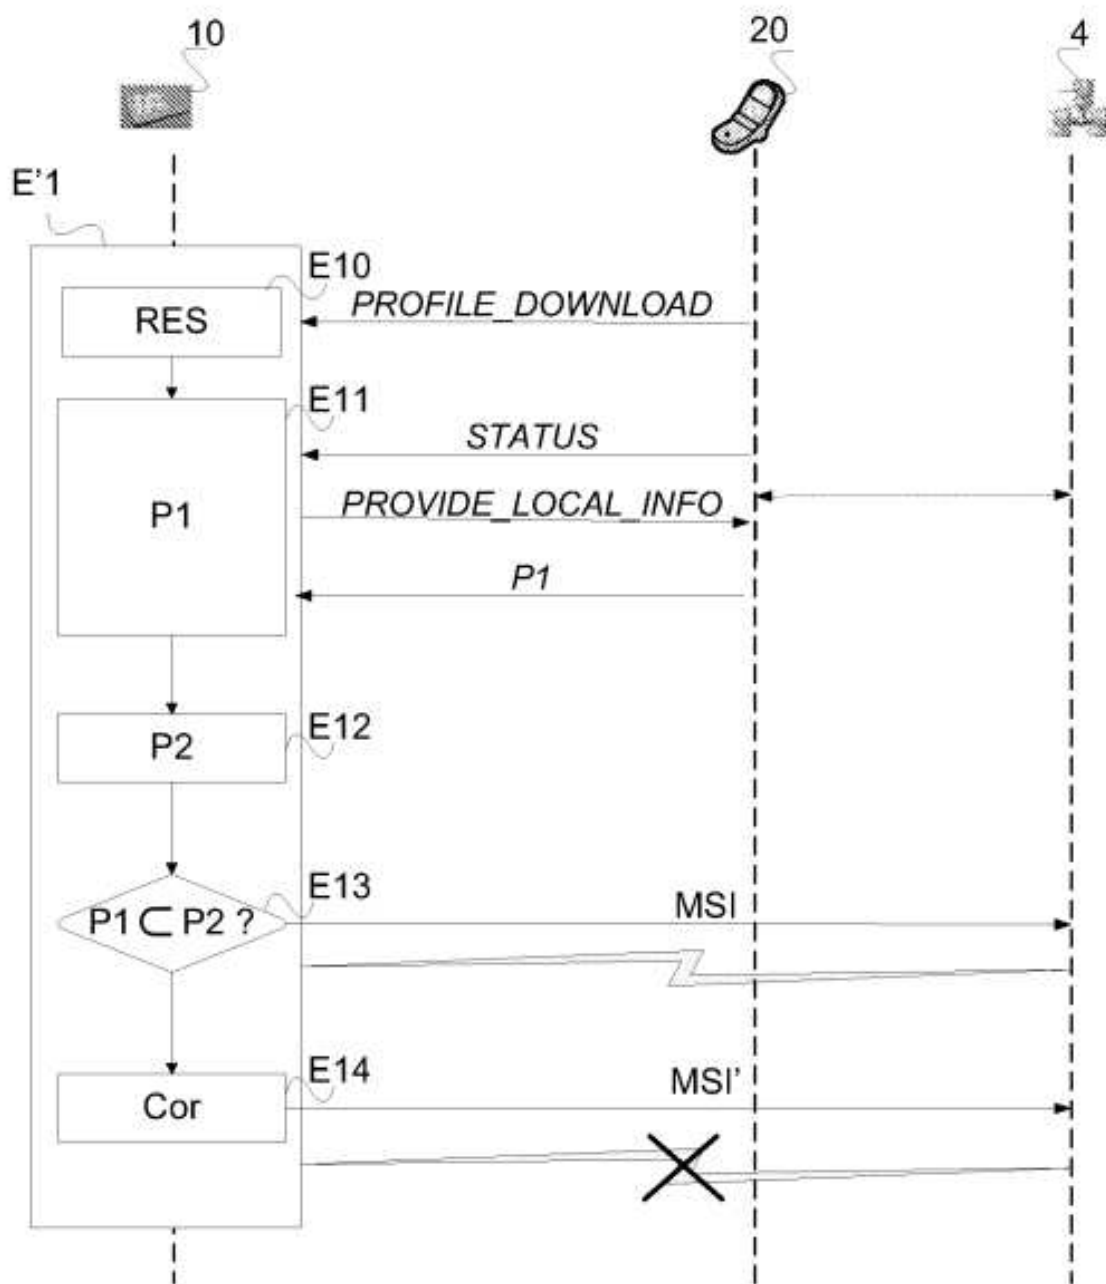 10
20
4
E'1
E10
RES
PROFILE_DOWNLOAD
E11
STATUS
P1
PROVIDE_LOCAL_INFO
P1
E12
P2
E13
P1 ⊂ P2 ?
MSI
E14
Cor
MSI'